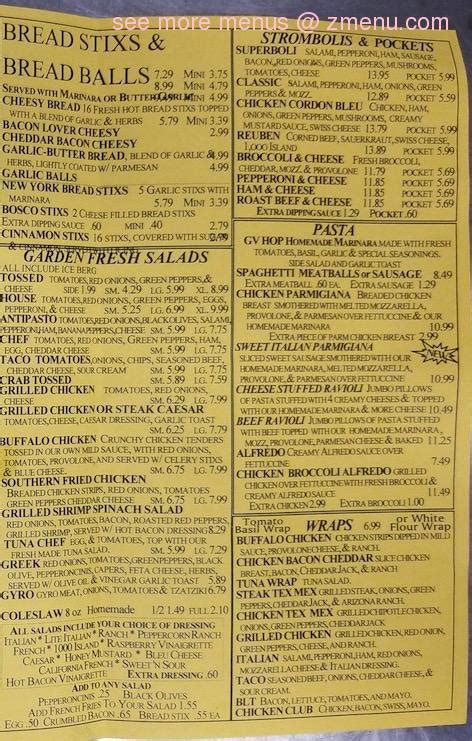 see more menus @ zmenu.com
BREAD STIXS &
BREAD BALLS 7.29 MINI 3.75
8.99 MINI 4.79
SERVED WITH MARINARA OR BUTTER GARLIC MINI 4.99
CHEESY BREAD 16 FRESH HOT BREAD STIXS TOPPED
WITH A BLEND OF GARLIC & HERBS 5.79 MINI 3.39
BACON LOVER CHEESY
2.99
CHEDDAR BACON CHEESY
GARLIC-BUTTER BREAD, BLEND OF GARLIC &
HERBS, LIGHTLY COATED W/ PARMESAN 4.99
GARLIC BALLS
4.99
NEW YORK BREAD STIXS 5 GARLIC STIXS WITH
MARINARA 5.79 MINI 3.39
BOSCO STIXS 2 CHEESE FILLED BREAD STIXS
EXTRA DIPPING SAUCE .60 MINI .40 2.79
CINNAMON STIXS 16 STIXS, COVERED WITH SUGAR
& CINNAMON 2.99
GARDEN FRESH SALADS
ALL INCLUDE ICE BERG
TOSSED TOMATOES, RED ONIONS, GREEN PEPPERS, &
CHEESE SIDE 1.99 SM. 4.29 LG. 5.99 XL. 8.99
HOUSE TOMATOES, RED ONIONS, GREEN PEPPERS, EGGS,
PEPPERONI, & CHEESE SM. 5.25 LG. 6.99 XL. 9.99
ANTIPASTO TOMATOES, RED ONIONS, BLACK OLIVES, SALAMI,
PEPPERONI, HAM, BANANA PEPPERS, CHEESE SM. 5.99 LG. 7.75
CHEF TOMATOES, RED ONIONS, GREEN PEPPERS, HAM,
EGG, CHEDDAR CHEESE SM. 5.99 LG. 7.75
TACO TOMATOES, ONIONS, CHIPS, SEASONED BEEF,
CHEDDAR CHEESE, SOUR CREAM SM. 5.99 LG. 7.75
CRAB TOSSED SM. 5.89 LG. 7.59
GRILLED CHICKEN TOMATOES, RED ONIONS,
CHEESE SM. 6.29 LG. 7.99
GRILLED CHICKEN OR STEAK CAESAR
TOMATOES, CHEESE, CAESAR DRESSING, GARLIC TOAST
SM. 6.25 LG. 7.79
BUFFALO CHICKEN CRUNCHY CHICKEN TENDERS
TOSSED IN OUR OWN MILD SAUCE, WITH RED ONIONS,
TOMATOES, PROVOLONE, AND SERVED W/ CELERY STIXS
& BLUE CHEESE SM. 6.75 LG. 7.99
SOUTHERN FRIED CHICKEN
BREADED CHICKEN STRIPS, RED ONIONS, TOMATOES
GREEN PEPPERS CHEDDAR CHEESE SM. 6.75 LG. 7.99
GRILLED SHRIMP SPINACH SALAD
RED ONIONS, TOMATOES, BACON, ROASTED RED PEPPERS,
GRILLED SHRIMP, SERVED W/ HOT BACON DRESSING 8.29
TUNA CHEF EGG, & TOMATOES, TOP WITH OUR
FRESH MADE TUNA SALAD. SM. 5.99 LG. 7.29
GREEK RED ONIONS, TOMATOES, GREEN PEPPERS, BLACK
OLIVES, PEPPERONCINIS, CAPERS, FETA CHEESE, HERBS,
SERVED W/ OLIVE OIL & VINEGAR GARLIC TOAST 5.89
GYRO GYRO MEAT, ONIONS, TOMATOES & TZATZIKI 6.79
COLESLAW 8 OZ Homemade 1/2 1.49 FULL 2.10
ALL SALADS INCLUDE YOUR CHOICE OF DRESSING
ITALIAN * LITE ITALIAN * RANCH * PEPPERCORN RANCH
FRENCH * 1000 ISLAND * RASPBERRY VINAIGRETTE
CAESAR * HONEY MUSTARD * BLEU CHEESE
CALIFORNIA FRENCH * SWEET'N SOUR
HOT BACON VINAIGRETTE EXTRA DRESSING .60
ADD TO ANY SALAD
PEPPERONCINIS .25 BLACK OLIVES
ADD FRENCH FRIES TO YOUR SALAD 1.55
EGG .50 CRUMBLED BACON .65 BREAD STIX .55 EA
STROMBOLIS & POCKETS
SUPERBOLI SALAMI, PEPPERONI, HAM, SAUSAGE,
BACON, RED ONIONS, GREEN PEPPERS, MUSHROOMS,
TOMATOES, CHEESE 13.95 POCKET 5.99
CLASSIC SALAMI, PEPPERONI, HAM, ONIONS, GREEN
PEPPERS & MOZZ. 12.89 POCKET 5.59
CHICKEN CORDON BLEU CHICKEN, HAM,
ONIONS, GREEN PEPPERS, MUSHROOMS, CREAMY
MUSTARD SAUCE, SWISS CHEESE 13.79 POCKET 5.99
REUBEN CORNED BEEF, SAUERKRAUT, SWISS CHEESE,
1,000 ISLAND 13.89 POCKET 5.99
BROCCOLI & CHEESE FRESH BROCCOLI,
CHEDDAR, MOZZ, & PROVOLONE 11.79 POCKET 5.69
PEPPERONI & CHEESE 11.85 POCKET 5.69
HAM & CHEESE 11.85 POCKET 5.69
ROAST BEEF & CHEESE 11.85 POCKET 5.69
EXTRA DIPPING SAUCE 1.29 POCKET .60
PASTA
GV HOP HOMEMADE MARINARA MADE WITH FRESH
TOMATOES, BASIL, GARLIC & SPECIAL SEASONINGS.
SIDE SALAD AND GARLIC TOAST
SPAGHETTI MEATBALLS OR SAUSAGE 8.49
EXTRA MEATBALL .60 EA. EXTRA SAUSAGE 1.29
CHICKEN PARMIGIANA BREADED CHICKEN
BREAST SMOTHERED WITH MELTED MOZZARELLA,
PROVOLONE, & PARMESAN OVER FETTUCCINE & OUR
HOMEMADE MARINARA 10.99
EXTRA PIECE OF PARM CHICKEN BREAST 2.99
NEW
SWEET ITALIAN PARMIGIANA
SLICED SWEET SAUSAGE SMOTHERED WITH OUR
HOMEMADE MARINARA, MELTED MOZZARELLA,
PROVOLONE, & PARMESAN OVER FETTUCCINE 10.99
CHEESE STUFFED RAVIOLI JUMBO PILLOWS
OF PASTA STUFFED WITH 4 CREAMY CHEESES & TOPPED
WITH OUR HOMEMADE MARINARA & MORE CHEESE 10.49
BEEF RAVIOLI JUMBO PILLOWS OF PASTA STUFFED
WITH BEEF TOPPED WITH OUR HOMEMADE MARINARA,
MOZZ, PROVOLONE, PARMESAN CHEESE & BAKED 11.25
ALFREDO CREAMY ALFREDO SAUCE OVER
FETTUCCINE 7.49
CHICKEN BROCCOLI ALFREDO GRILLED
CHICKEN OVER FETTUCCINE WITH FRESH BROCCOLI &
CREAMY ALFREDO SAUCE 11.49
EXTRA CHICKEN 2.99 EXTRA BROCCOLI 1.00
Tomato Basil Wrap WRAPS 6.99 or White Flour Wrap
BUFFALO CHICKEN CHICKEN STRIPS DIPPED IN MILD
SAUCE, PROVOLONE CHEESE, & RANCH.
CHICKEN BACON CHEDDAR SLICE CHICKEN
BREAST, BACON, CHEDDAR JACK, & RANCH
TUNA WRAP TUNA SALAD.
STEAK TEX MEX GRILLED STEAK, ONIONS, GREEN
PEPPERS, CHEDDAR JACK, & ARIZONA RANCH.
CHICKEN TEX MEX GRILLED CHIPOTLE CHICKEN,
ONIONS, GREEN PEPPERS, CHEDDAR JACK
GRILLED CHICKEN GRILLED CHICKEN, RED ONION,
GREEN PEPPERS, CHEESE, AND RANCH.
ITALIAN SALAMI, PEPPERONI, HAM, RED ONIONS,
MOZZARELLA CHEESE & ITALIAN DRESSING.
TACO SEASONED BEEF, ONIONS, CHEDDAR CHEESE, &
SOUR CREAM.
BLT BACON, LETTUCE, TOMATOES, AND MAYO.
CHICKEN CLUB CHICKEN, BACON, SWISS, MAYO